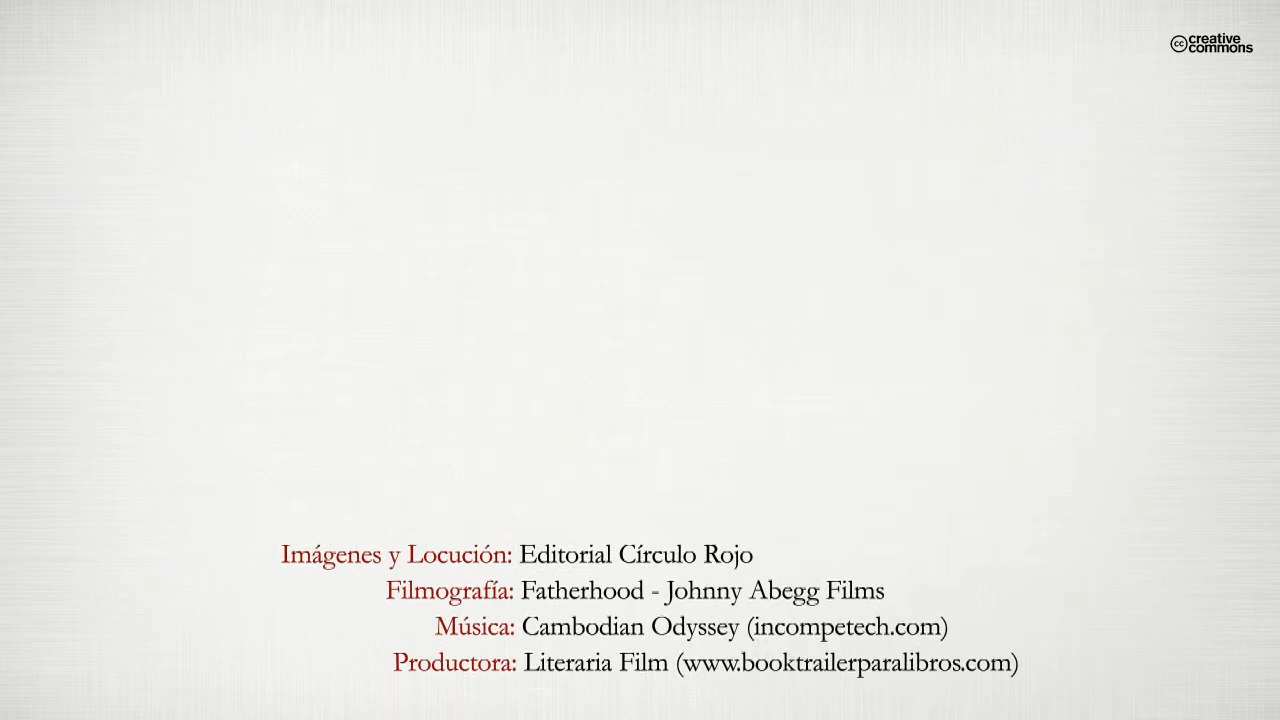 creative
commons
Imágenes y Locución: Editorial Círculo Rojo
Filmografía: Fatherhood - Johnny Abegg Films
Música: Cambodian Odyssey (incompetech.com)
Productora: Literaria Film (www.booktrailerparalibros.com)